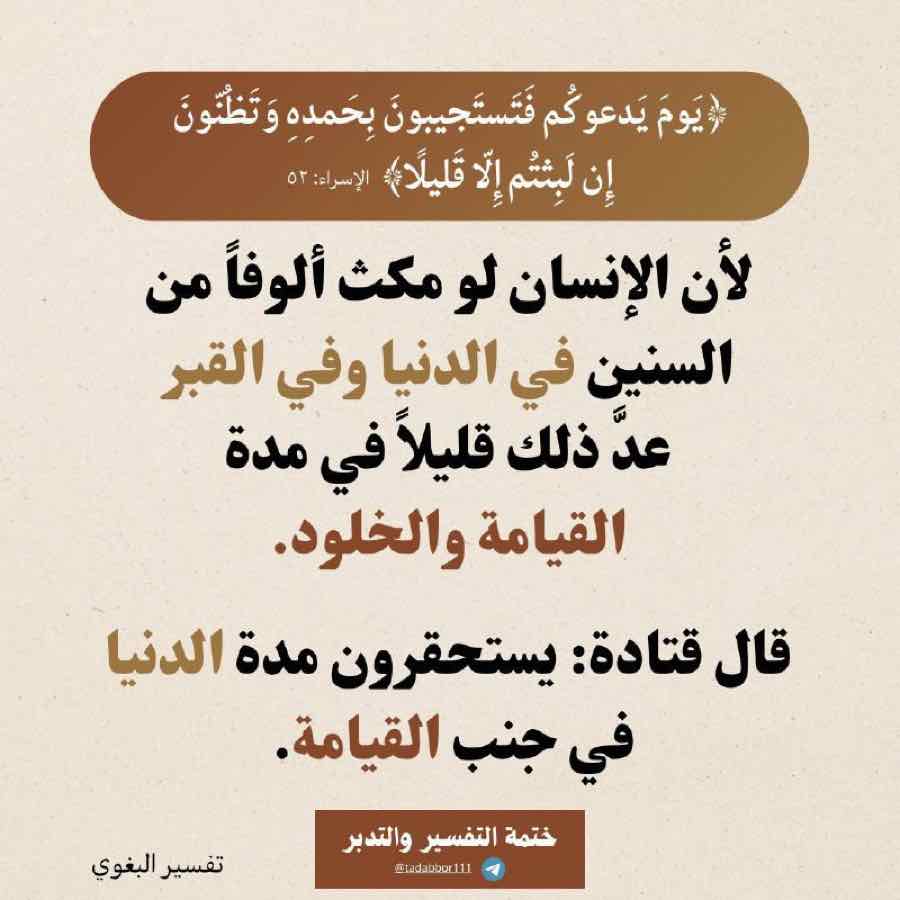 ﴿يَومَ يَدعوكُم فَتَستَجيبونَ بِحَمدِهِ وَتَظُنّونَ
إِن لَبِثتُم إِلّا قَليلًا﴾ الإسراء: ٥٢
لأن الإنسان لو مكث ألوفاً من
السنين في الدنيا وفي القبر
عدَّ ذلك قليلاً في مدة
القيامة والخلود.
قال قتادة: يستحقرون مدة الدنيا
في جنب القيامة.
ختمة التفسير والتدبر
@tadabbor111
تفسير البغوي